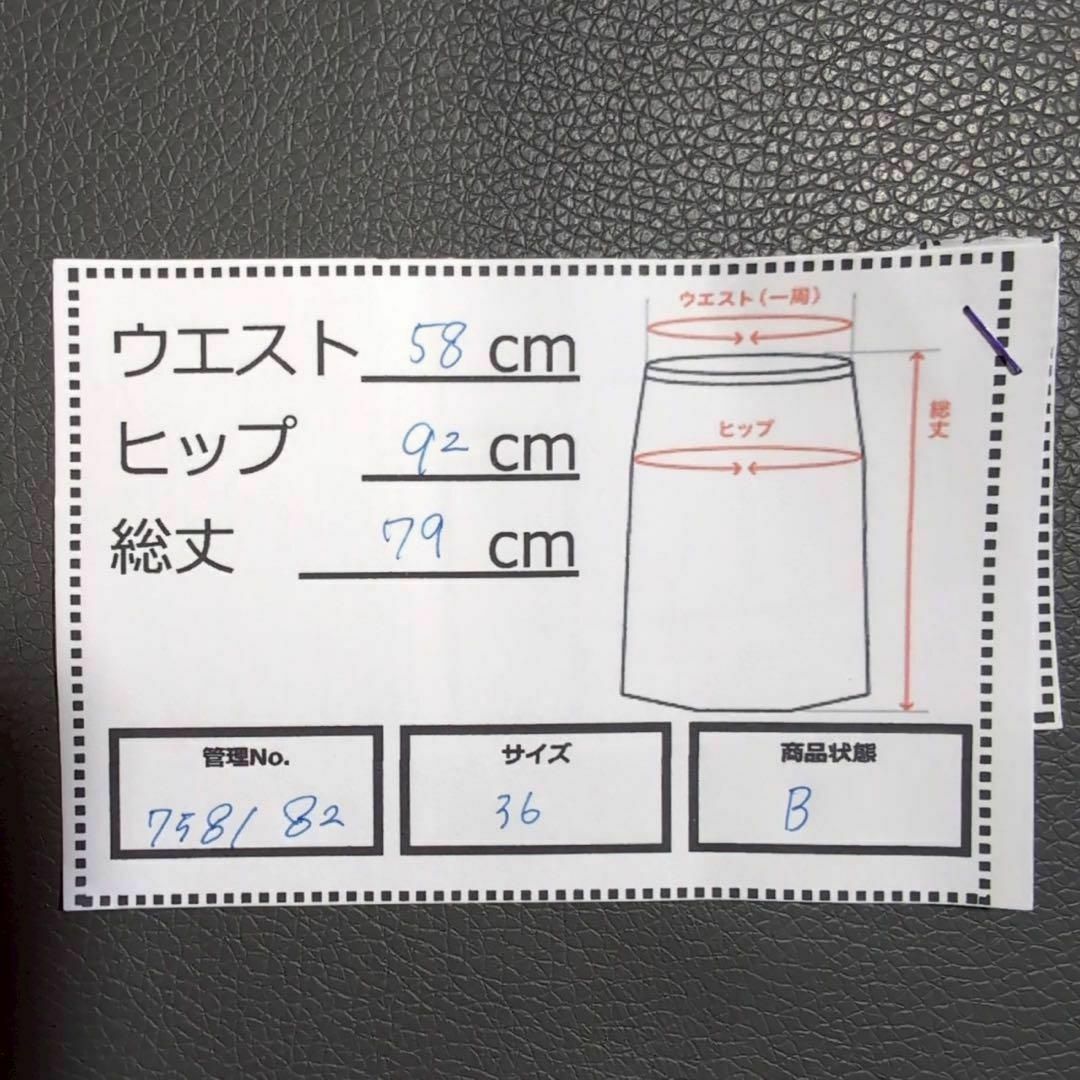 ウエスト 58 cm
ヒップ 92 cm
総丈 79 cm
ウエスト(一周)
ヒップ
総丈
管理No.
758/ 82
サイズ
36
商品状態
B